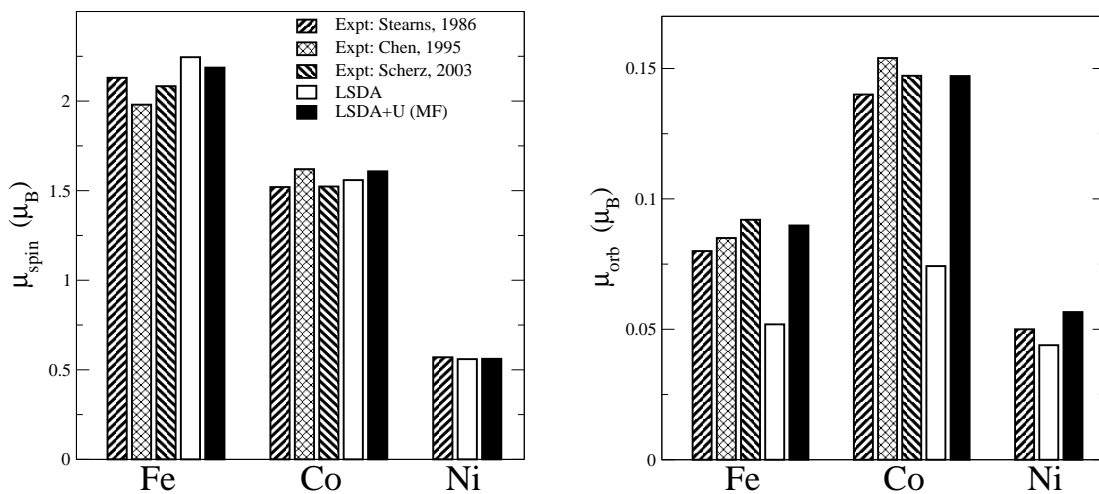 Expt: Stearns, 1986
Expt: Chen, 1995
Expt: Scherz, 2003
LSDA
LSDA+U (MF)
μspin (μB)
2
1.5
1
0.5
0
Fe Co Ni
μorb (μB)
0.15
0.1
0.05
0
Fe Co Ni